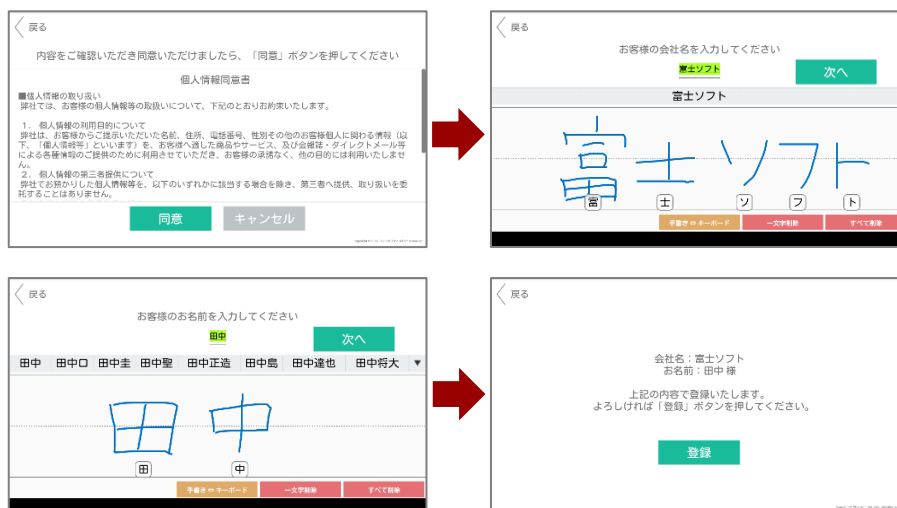 戻る
内容をご確認いただき同意いただけましたら、「同意」ボタンを押してください
個人情報同意書
■個人情報の取り扱い
弊社では、お客様の個人情報等の取扱いについて、下記のとおりお約束いたします。
1. 個人情報の利用目的について
弊社は、お客様からご提示いただいた名前、住所、電話番号、性別その他のお客様個人に関わる情報（以
下、「個人情報等」といいます）を、お客様へ適した商品やサービス、及び会報誌・ダイレクトメール等
による各種情報のご提供のために利用させていただき、お客様の承諾なく、他の目的には利用いたしませ
ん。
2. 個人情報の第三者提供について
弊社でお預かりした個人情報等を、以下のいずれかに該当する場合を除き、第三者へ提供、取り扱いを委
託することはありません。
同意 キャンセル
戻る
お客様の会社名を入力してください
富士ソフト
次へ
富士ソフト
富士ソフト
富 士 ソ フ ト
手書き⇔キーボード 一文字削除 すべて削除
戻る
お客様のお名前を入力してください
田中
次へ
田中 田中口 田中圭 田中聖 田中正造 田中島 田中達也 田中将大 ▼
田中
田 中
手書き⇔キーボード 一文字削除 すべて削除
戻る
会社名：富士ソフト
お名前：田中 様
上記の内容で登録いたします。
よろしければ「登録」ボタンを押してください。
登録